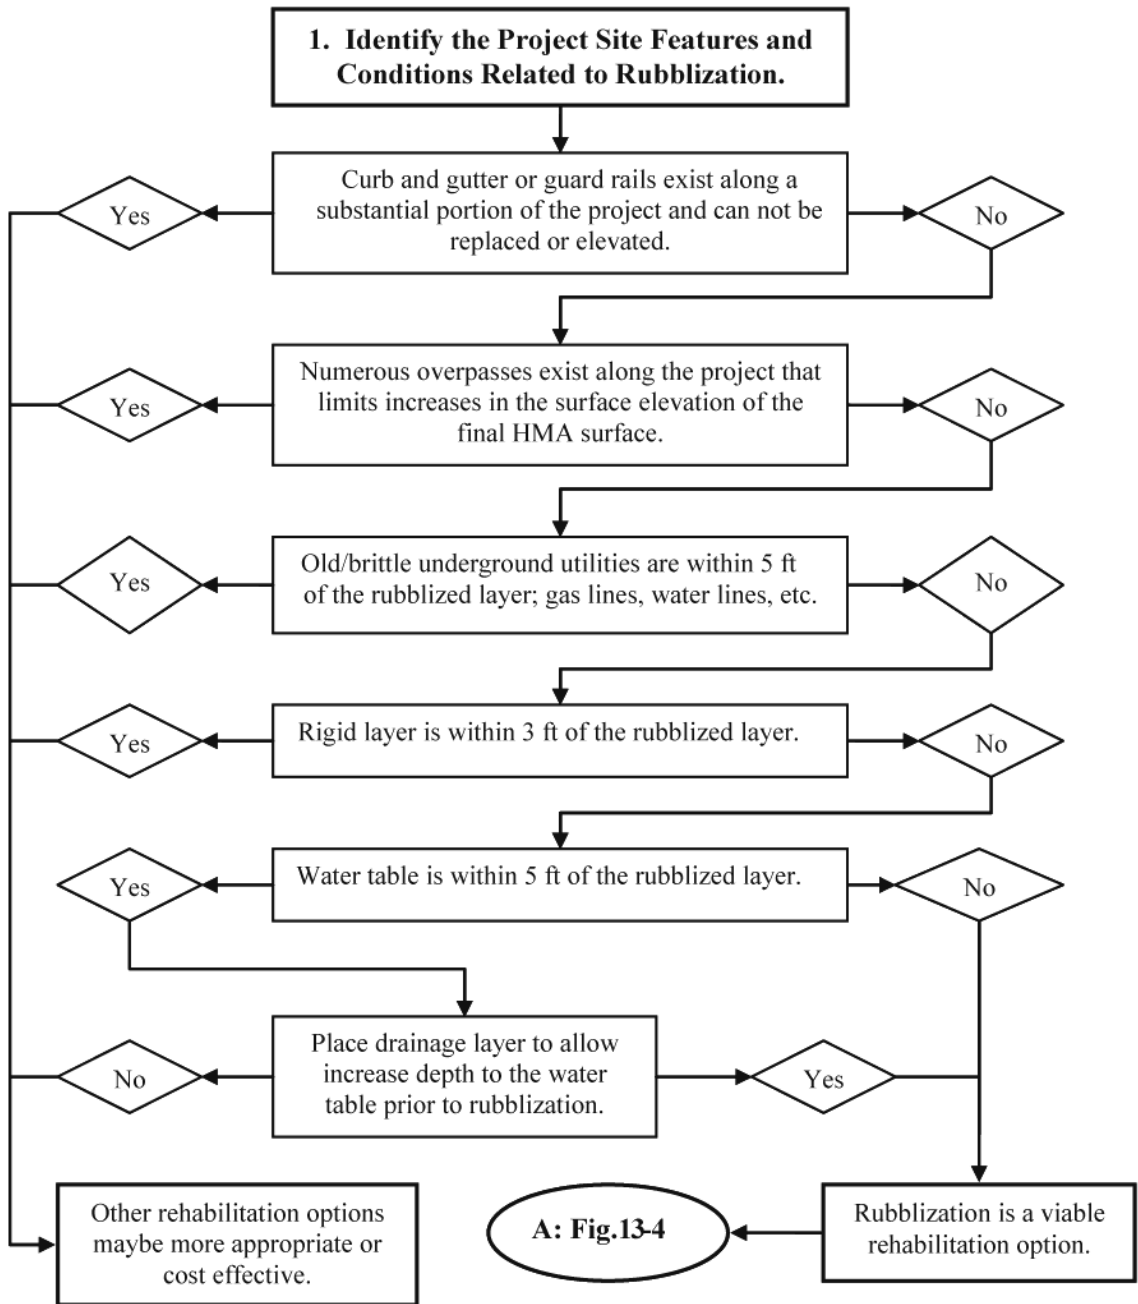 1. Identify the Project Site Features and
Conditions Related to Rubblization.
Curb and gutter or guard rails exist along a
substantial portion of the project and can not be
replaced or elevated.
Yes
No
Numerous overpasses exist along the project that
limits increases in the surface elevation of the
final HMA surface.
Yes
No
Old/brittle underground utilities are within 5 ft
of the rubblized layer; gas lines, water lines, etc.
Yes
No
Rigid layer is within 3 ft of the rubblized layer.
Yes
No
Water table is within 5 ft of the rubblized layer.
Yes
No
Place drainage layer to allow
increase depth to the water
table prior to rubblization.
No
Yes
Other rehabilitation options
maybe more appropriate or
cost effective.
A: Fig.13-4
Rubblization is a viable
rehabilitation option.